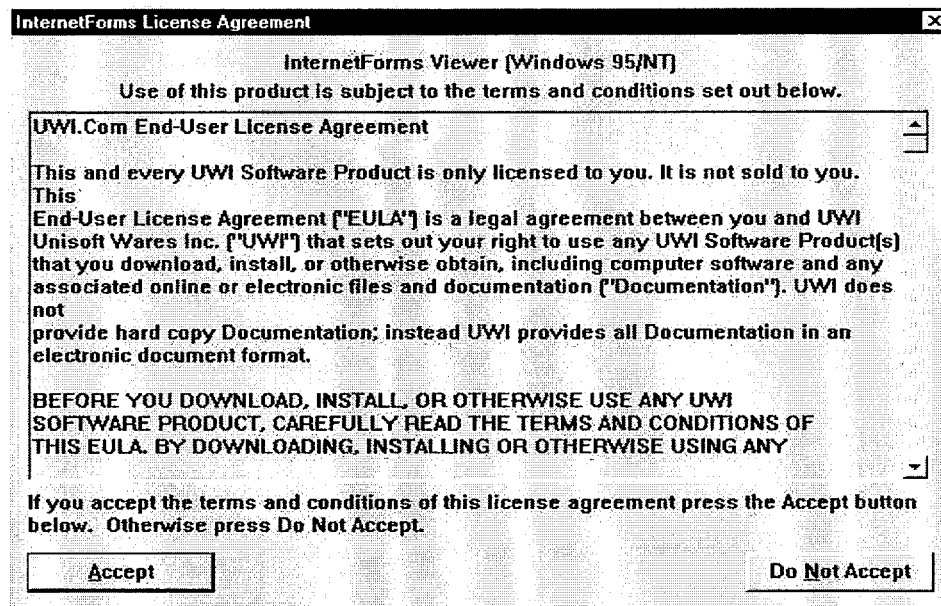 InternetForms License Agreement
InternetForms Viewer (Windows 95/NT)
Use of this product is subject to the terms and conditions set out below.
UWI.Com End-User License Agreement
This and every UWI Software Product is only licensed to you. It is not sold to you.
This
End-User License Agreement ("EULA") is a legal agreement between you and UWI
Unisoft Wares Inc. ("UWI") that sets out your right to use any UWI Software Product(s)
that you download, install, or otherwise obtain, including computer software and any
associated online or electronic files and documentation ("Documentation"). UWI does
not
provide hard copy Documentation; instead UWI provides all Documentation in an
electronic document format.
BEFORE YOU DOWNLOAD, INSTALL, OR OTHERWISE USE ANY UWI
SOFTWARE PRODUCT, CAREFULLY READ THE TERMS AND CONDITIONS OF
THIS EULA. BY DOWNLOADING, INSTALLING OR OTHERWISE USING ANY
If you accept the terms and conditions of this license agreement press the Accept button
below. Otherwise press Do Not Accept.
Accept
Do Not Accept